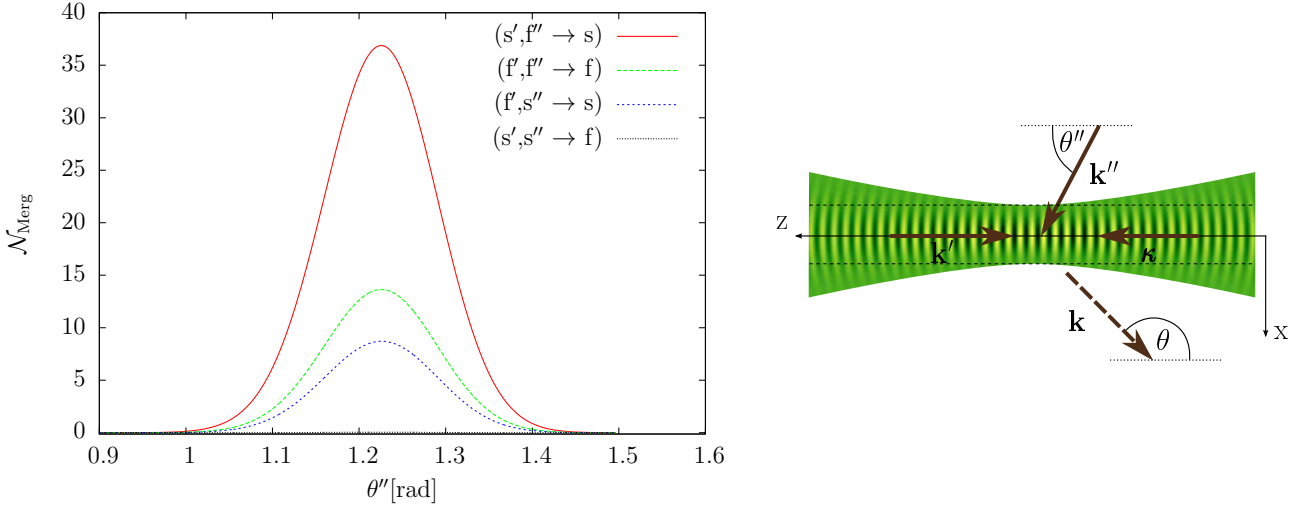 40
35
30
25
20
15
10
5
0
𝒩Merg
(s′,f″ → s)
(f′,f″ → f)
(f′,s″ → s)
(s′,s″ → f)
0.9 1 1.1 1.2 1.3 1.4 1.5 1.6
θ″[rad]
θ″
k″
z
k′
κ
k
θ
x